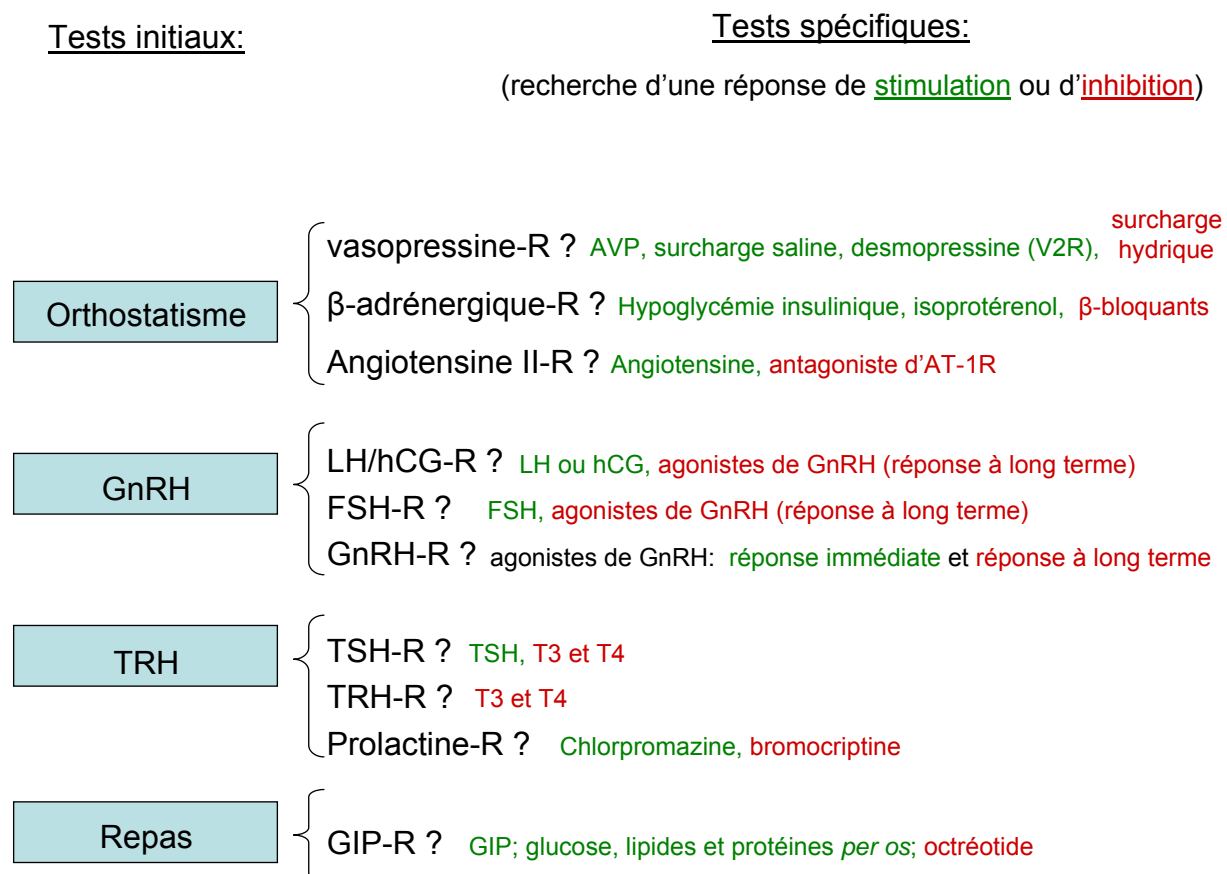 Tests initiaux:
Tests spécifiques:
(recherche d'une réponse de stimulation ou d'inhibition)
Orthostatisme
vasopressine-R ? AVP, surcharge saline, desmopressine (V2R), surcharge hydrique
β-adrénergique-R ? Hypoglycémie insulinique, isoprotérenol, β-bloquants
Angiotensine II-R ? Angiotensine, antagoniste d'AT-1R
GnRH
LH/hCG-R ? LH ou hCG, agonistes de GnRH (réponse à long terme)
FSH-R ? FSH, agonistes de GnRH (réponse à long terme)
GnRH-R ? agonistes de GnRH: réponse immédiate et réponse à long terme
TRH
TSH-R ? TSH, T3 et T4
TRH-R ? T3 et T4
Prolactine-R ? Chlorpromazine, bromocriptine
Repas
GIP-R ? GIP; glucose, lipides et protéines per os; octréotide